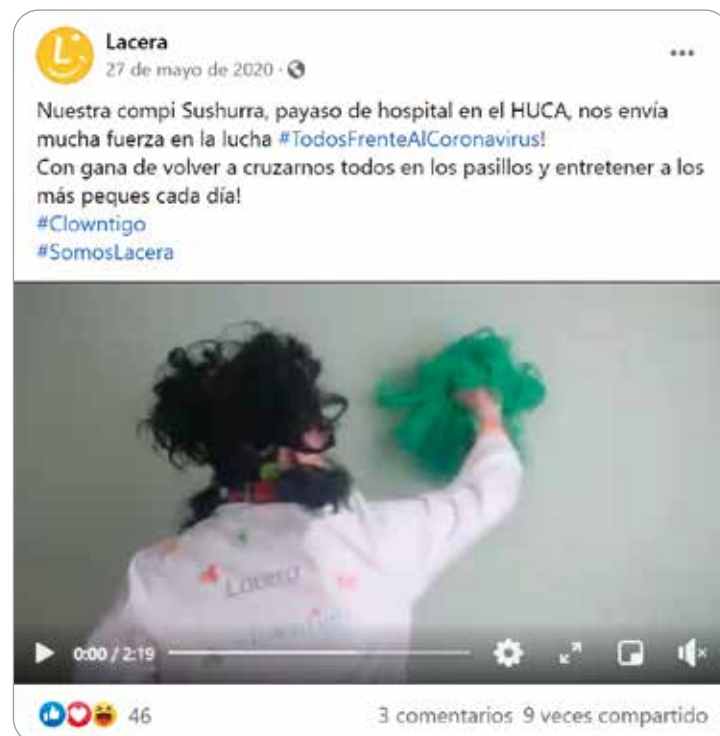 Lacera
27 de mayo de 2020 ·
Nuestra compi Sushurra, payaso de hospital en el HUCA, nos envía
mucha fuerza en la lucha #TodosFrenteAlCoronavirus!
Con gana de volver a cruzarnos todos en los pasillos y entretener a los
más peques cada día!
#Clowntigo
#SomosLacera
Lacera
0:00 / 2:19
46
3 comentarios 9 veces compartido